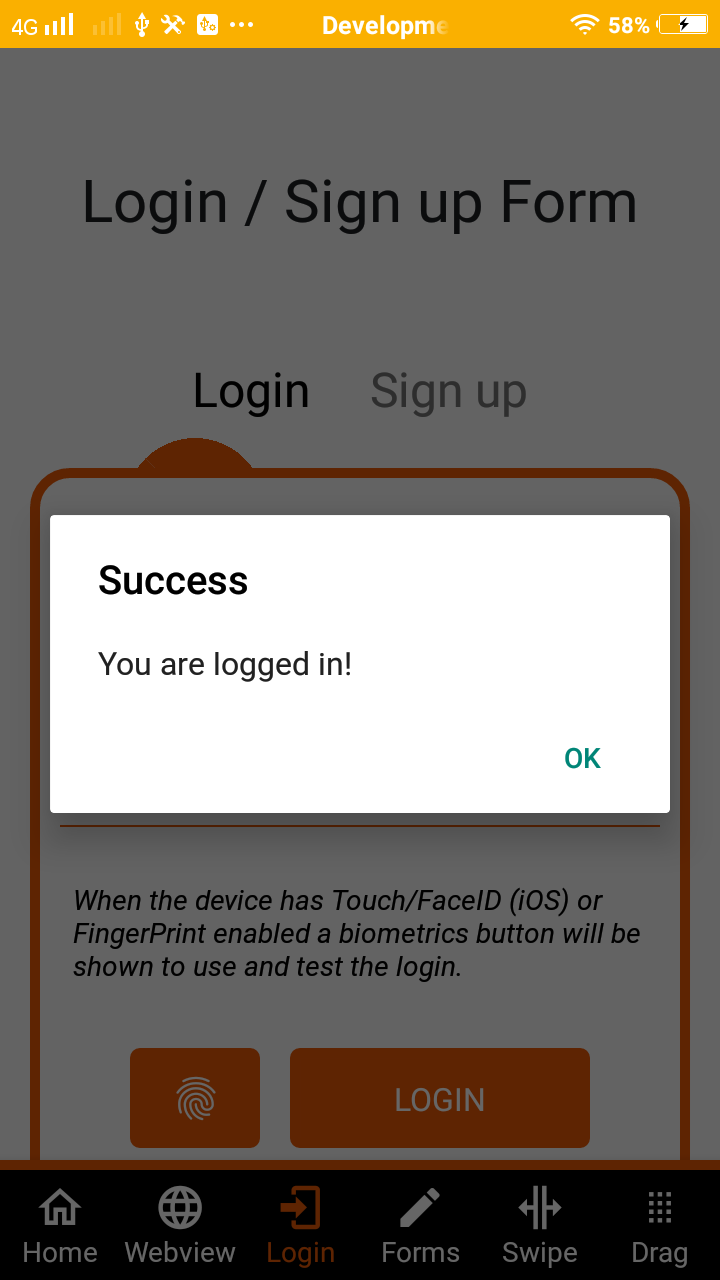 4G Developme 58%
Login / Sign up Form
Login Sign up
Success
You are logged in!
OK
When the device has Touch/FaceID (iOS) or
FingerPrint enabled a biometrics button will be
shown to use and test the login.
LOGIN
Home Webview Login Forms Swipe Drag